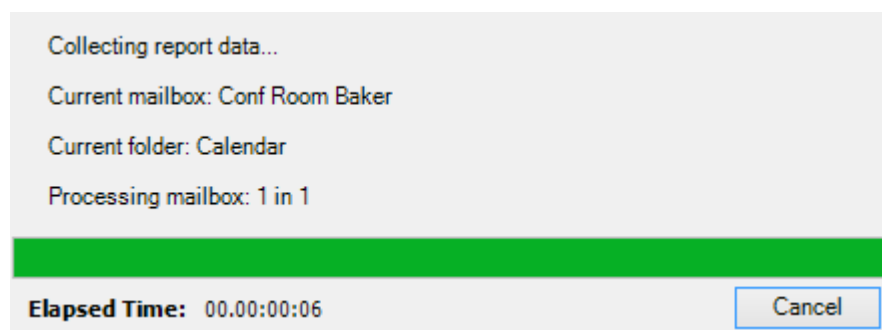 Collecting report data...
Current mailbox: Conf Room Baker
Current folder: Calendar
Processing mailbox: 1 in 1
Elapsed Time: 00.00:00:06
Cancel